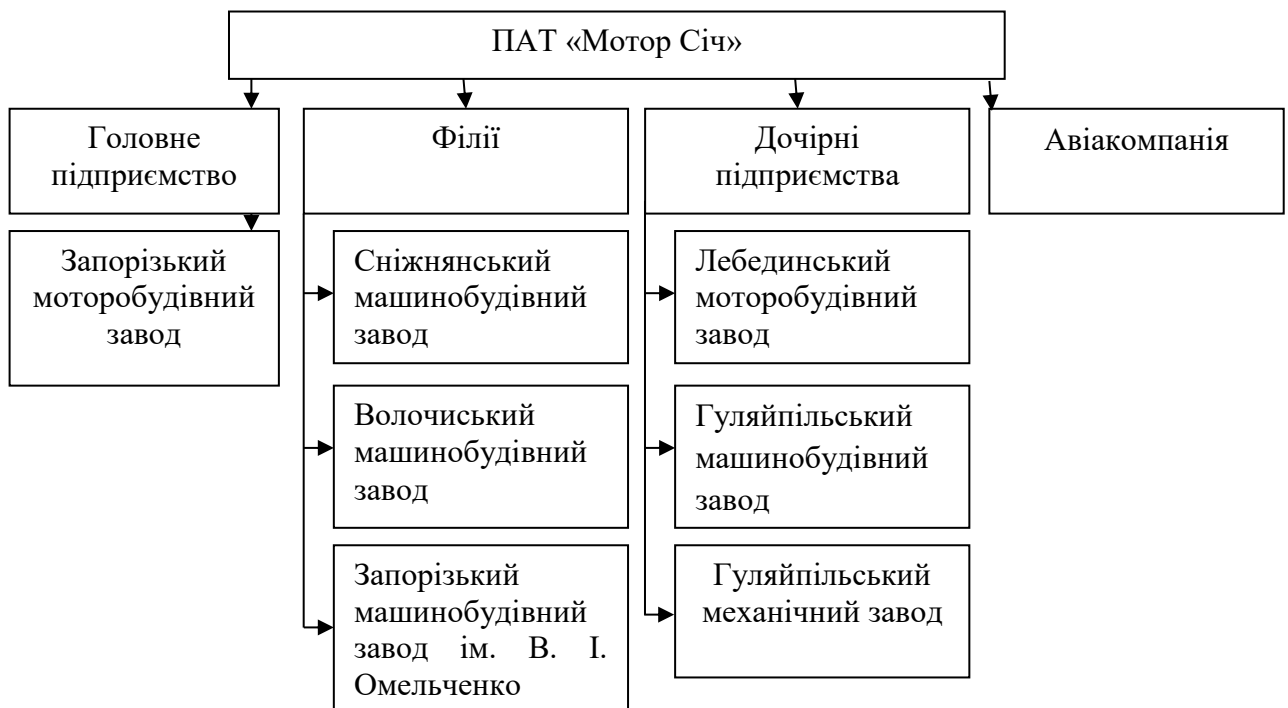 ПАТ «Мотор Січ»
Головне
підприємство
Філії
Дочірні
підприємства
Авіакомпанія
Запорізький
моторобудівний
завод
Сніжнянський
машинобудівний
завод
Лебединський
моторобудівний
завод
Волочиський
машинобудівний
завод
Гуляйпільський
машинобудівний
завод
Запорізький
машинобудівний
завод ім. В. І.
Омельченко
Гуляйпільський
механічний завод